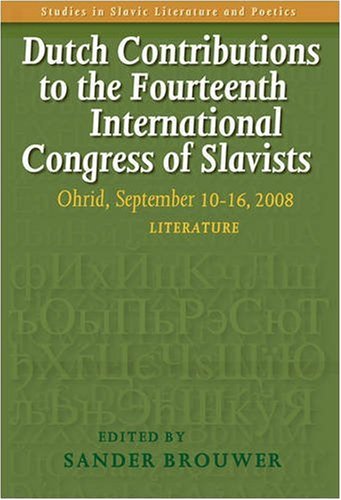 Studies in Slavic Literature and Poetics
Dutch Contributions
to the Fourteenth
International
Congress of Slavists
Ohrid, September 10-16, 2008
LITERATURE
EDITED BY
SANDER BROUWER